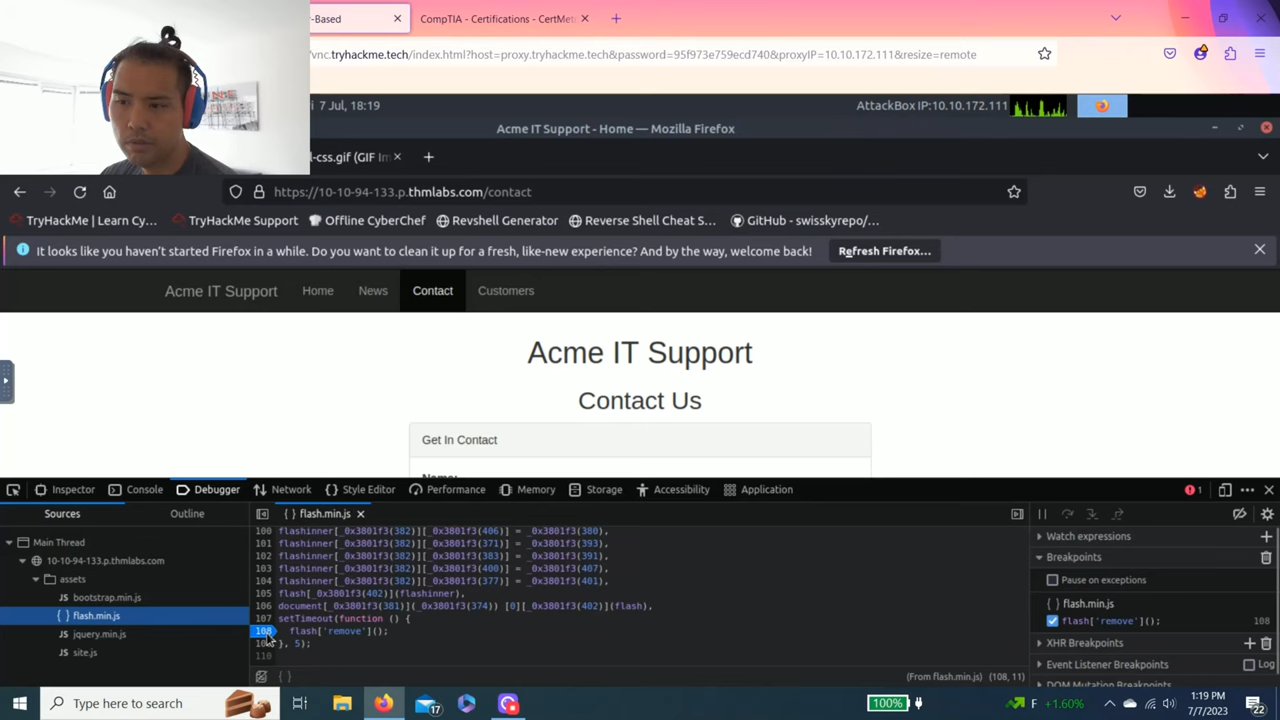 r-Based
CompTIA - Certifications - CertMet
vnc.tryhackme.tech/index.html?host=proxy.tryhackme.tech&password=95f973e759ecd740&proxyIP=10.10.172.111&resize=remote
i 7 Jul, 18:19
AttackBox IP:10.10.172.111
Acme IT Support - Home — Mozilla Firefox
l-css.gif (GIF Im
https://10-10-94-133.p.thmlabs.com/contact
TryHackMe | Learn Cy...
TryHackMe Support
Offline CyberChef
Revshell Generator
Reverse Shell Cheat S...
GitHub - swisskyrepo/...
It looks like you haven't started Firefox in a while. Do you want to clean it up for a fresh, like-new experience? And by the way, welcome back!
Refresh Firefox...
Acme IT Support
Home
News
Contact
Customers
Acme IT Support
Contact Us
Get In Contact
Name:
Inspector
Console
Debugger
Network
Style Editor
Performance
Memory
Storage
Accessibility
Application
1
Sources
Outline
Main Thread
10-10-94-133.p.thmlabs.com
assets
bootstrap.min.js
{ } flash.min.js
jquery.min.js
site.js
{ } flash.min.js
100 flashinner[_0x3801f3(382)][_0x3801f3(406)] = _0x3801f3(380),
101 flashinner[_0x3801f3(382)][_0x3801f3(371)] = _0x3801f3(393),
102 flashinner[_0x3801f3(382)][_0x3801f3(383)] = _0x3801f3(391),
103 flashinner[_0x3801f3(382)][_0x3801f3(400)] = _0x3801f3(407),
104 flashinner[_0x3801f3(382)][_0x3801f3(377)] = _0x3801f3(401),
105 flash[_0x3801f3(402)](flashinner),
106 document[_0x3801f3(381)](_0x3801f3(374)) [0][_0x3801f3(402)](flash),
107 setTimeout(function () {
108 flash['remove']();
}, 5);
110
{ }
(From flash.min.js) (108, 11)
Watch expressions
Breakpoints
Pause on exceptions
{ } flash.min.js
flash['remove'](); 108
XHR Breakpoints
Event Listener Breakpoints
Log
DOM Mutation Breakpoints
Type here to search
17
100%
F +1.60%
1:19 PM
7/7/2023
22